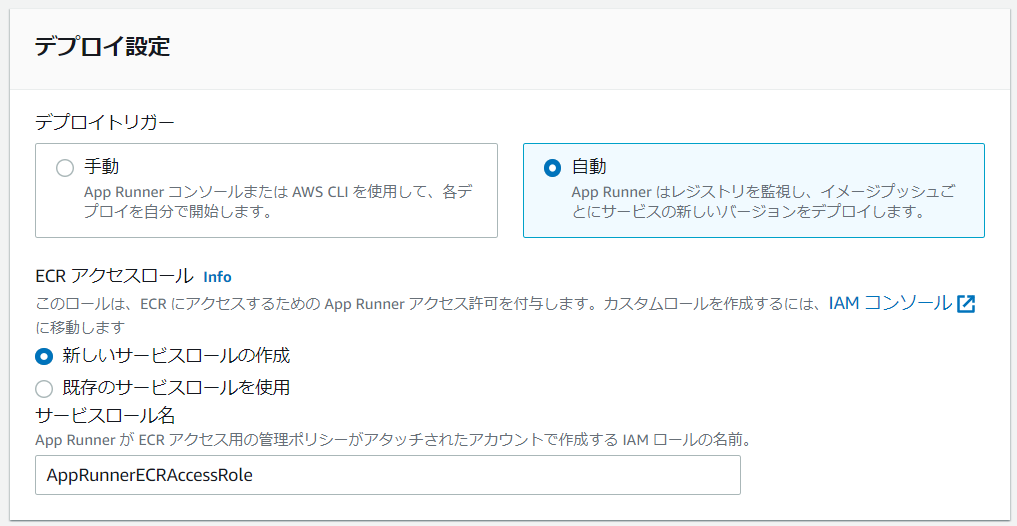 デプロイ設定
デプロイトリガー
手動
App Runner コンソールまたは AWS CLI を使用して、各デ
プロイを自分で開始します。
自動
App Runner はレジストリを監視し、イメージプッシュご
とにサービスの新しいバージョンをデプロイします。
ECR アクセスロール Info
このロールは、ECR にアクセスするための App Runner アクセス許可を付与します。カスタムロールを作成するには、IAM コンソール
に移動します
新しいサービスロールの作成
既存のサービスロールを使用
サービスロール名
App Runner が ECR アクセス用の管理ポリシーがアタッチされたアカウントで作成する IAM ロールの名前。
AppRunnerECRAccessRole